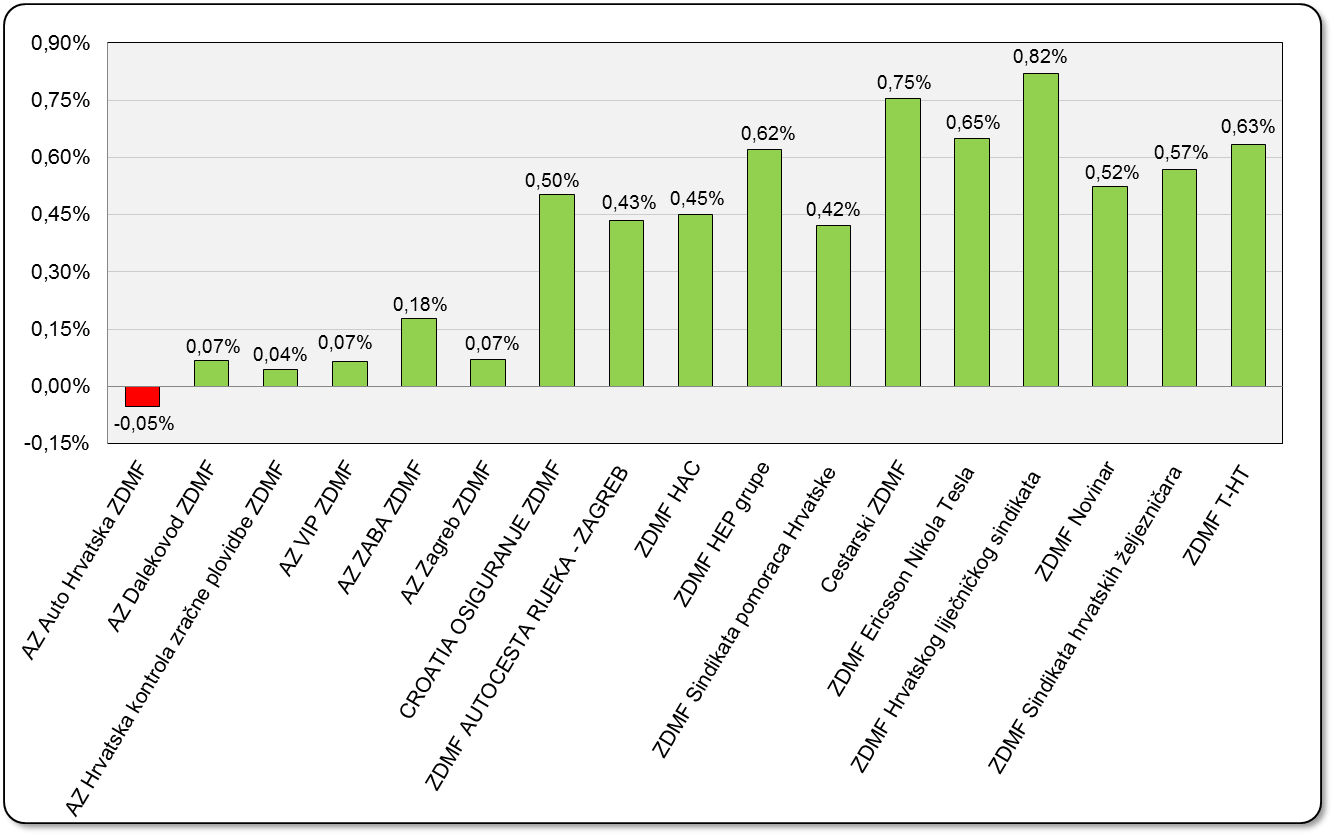 0,90%
0,75%
0,60%
0,45%
0,30%
0,15%
0,00%
-0,15%
-0,05%
0,07%
0,04%
0,07%
0,18%
0,07%
0,50%
0,43%
0,45%
0,62%
0,42%
0,75%
0,65%
0,82%
0,52%
0,57%
0,63%
AZ Auto Hrvatska ZDMF
AZ Dalekovod ZDMF
AZ Hrvatska kontrola zračne plovidbe ZDMF
AZ VIP ZDMF
AZ ZABA ZDMF
AZ Zagreb ZDMF
CROATIA OSIGURANJE ZDMF
ZDMF AUTOCESTA RIJEKA - ZAGREB
ZDMF HAC
ZDMF HEP grupe
ZDMF Sindikata pomoraca Hrvatske
Cestarski ZDMF
ZDMF Ericsson Nikola Tesla
ZDMF Hrvatskog liječničkog sindikata
ZDMF Novinar
ZDMF Sindikata hrvatskih željezničara
ZDMF T-HT